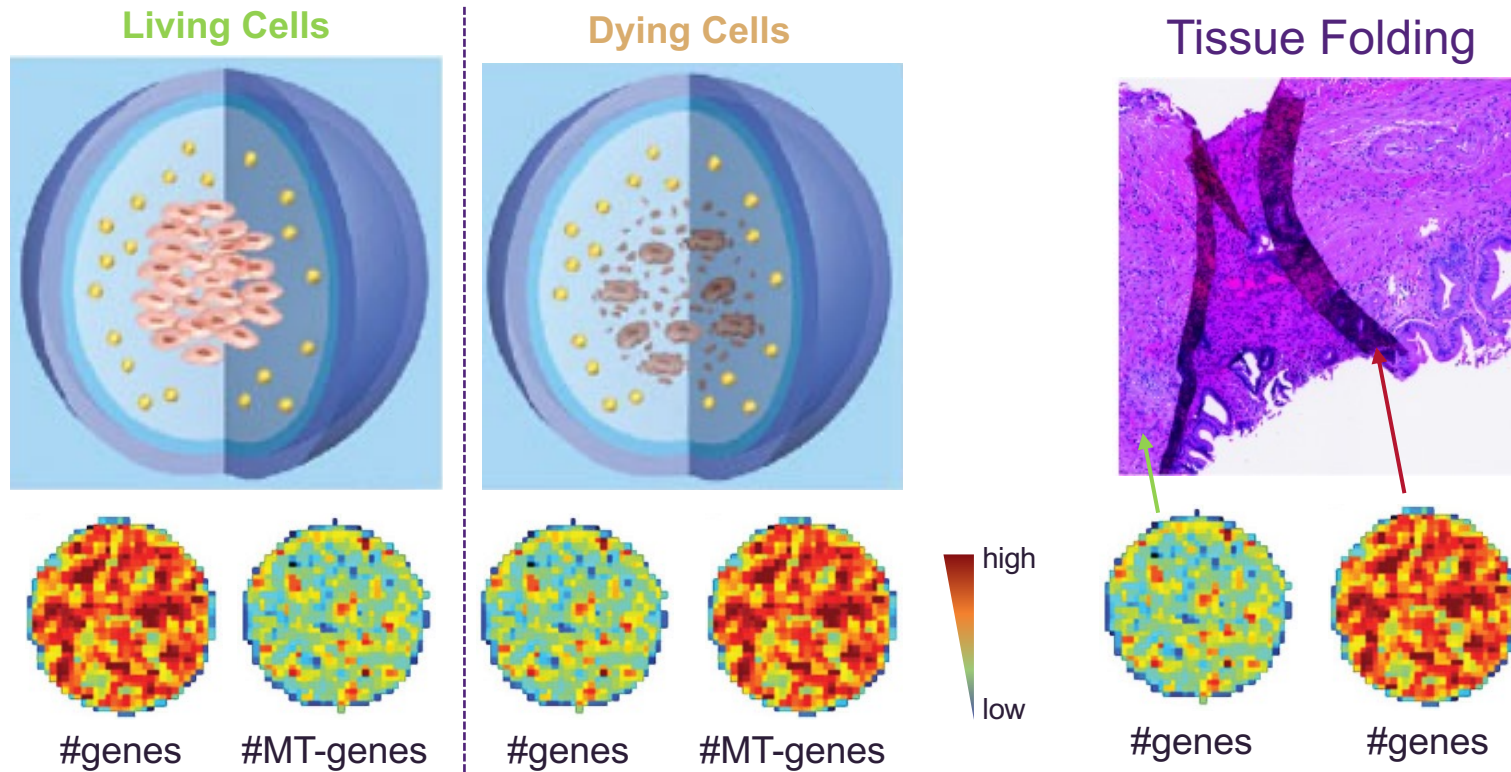 Living Cells
Dying Cells
Tissue Folding
high
low
#genes
#MT-genes
#genes
#MT-genes
#genes
#genes